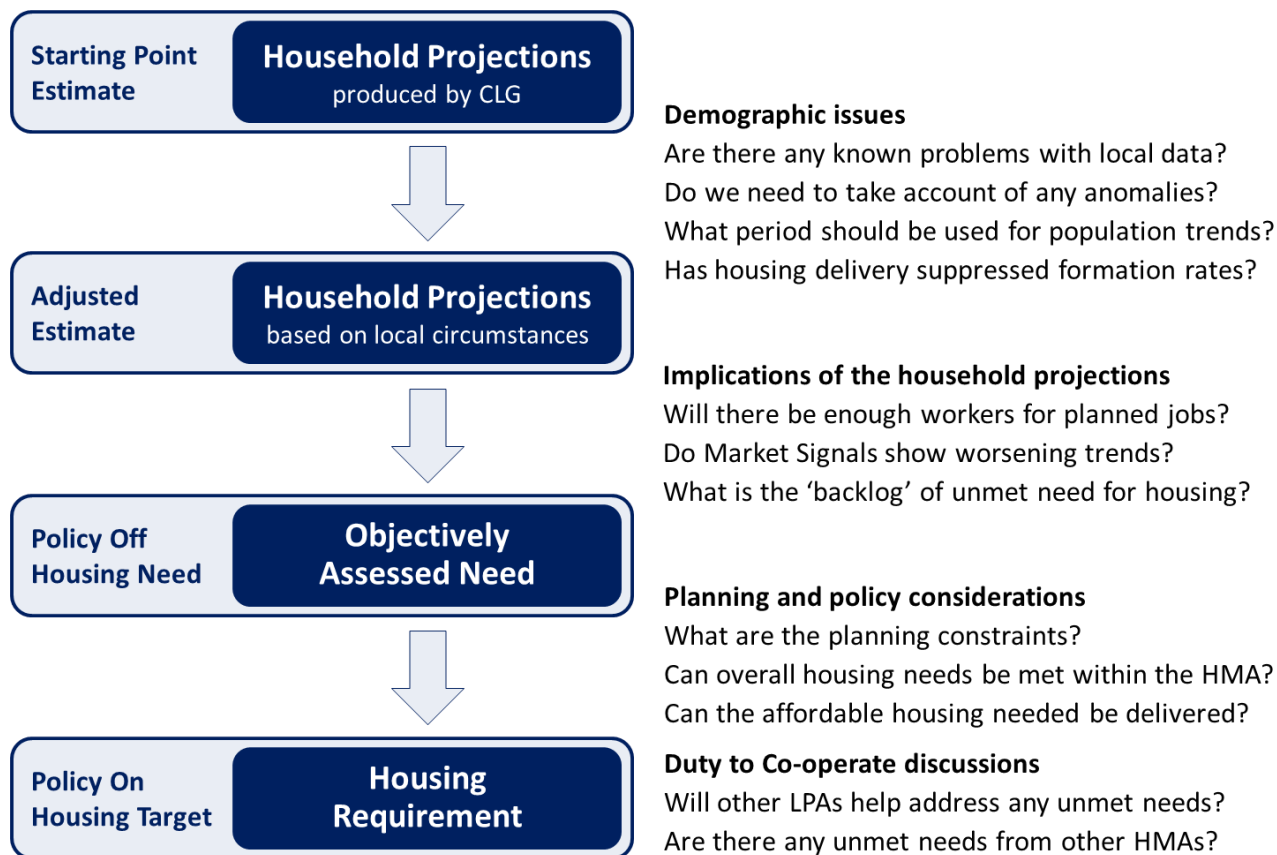 Starting Point
Estimate
Household Projections
produced by CLG
Demographic issues
Are there any known problems with local data?
Do we need to take account of any anomalies?
What period should be used for population trends?
Has housing delivery suppressed formation rates?
Adjusted
Estimate
Household Projections
based on local circumstances
Implications of the household projections
Will there be enough workers for planned jobs?
Do Market Signals show worsening trends?
What is the ‘backlog’ of unmet need for housing?
Policy Off
Housing Need
Objectively
Assessed Need
Planning and policy considerations
What are the planning constraints?
Can overall housing needs be met within the HMA?
Can the affordable housing needed be delivered?
Policy On
Housing Target
Housing
Requirement
Duty to Co-operate discussions
Will other LPAs help address any unmet needs?
Are there any unmet needs from other HMAs?